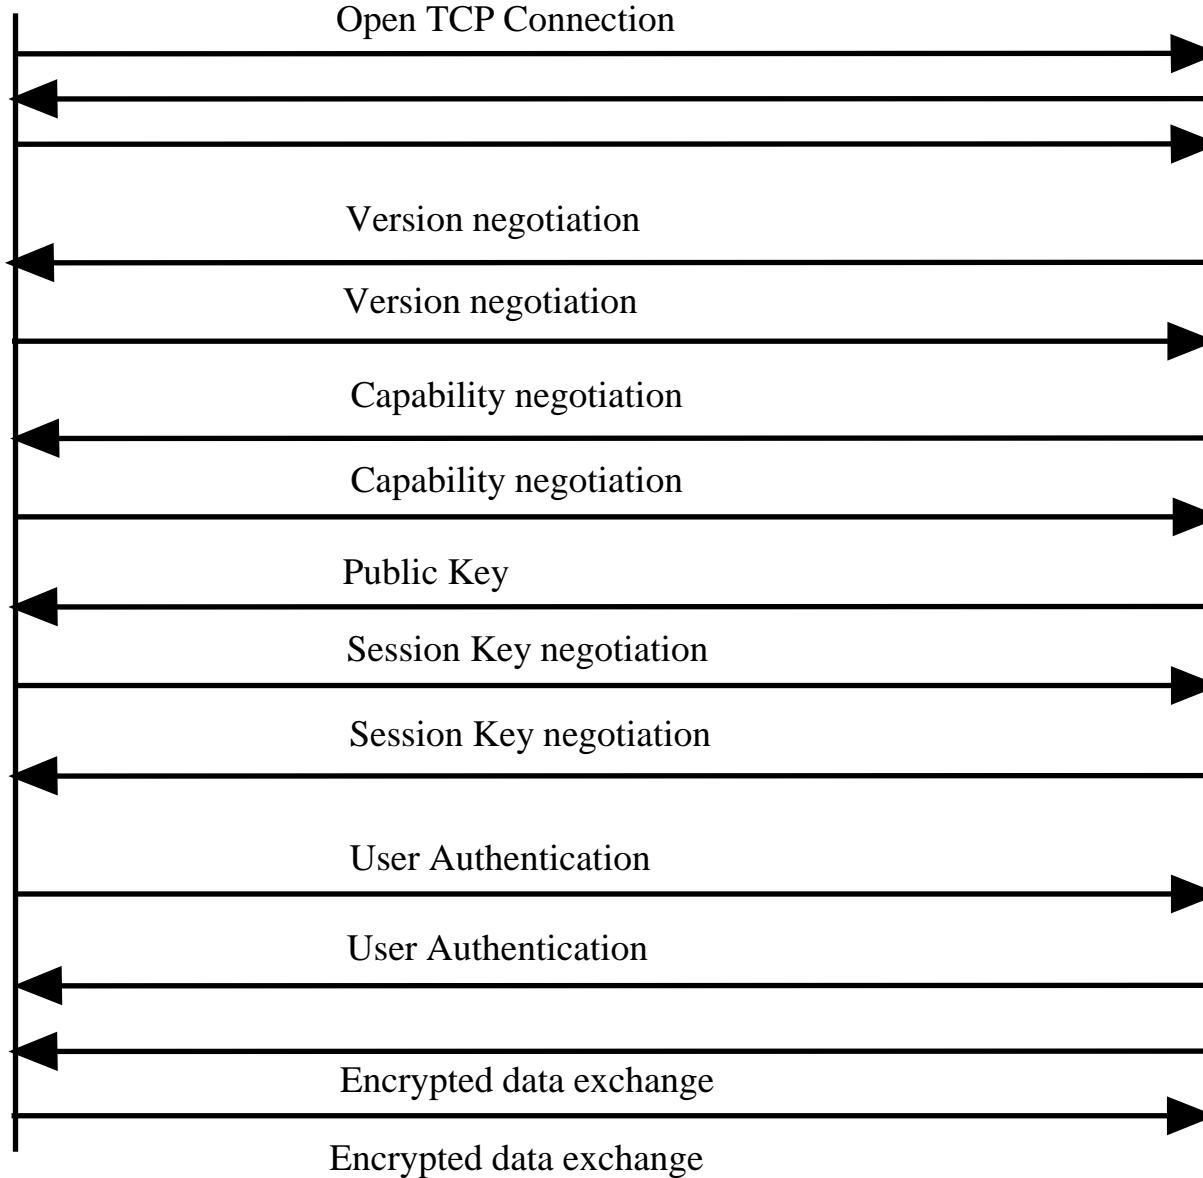 Open TCP Connection
Version negotiation
Version negotiation
Capability negotiation
Capability negotiation
Public Key
Session Key negotiation
Session Key negotiation
User Authentication
User Authentication
Encrypted data exchange
Encrypted data exchange